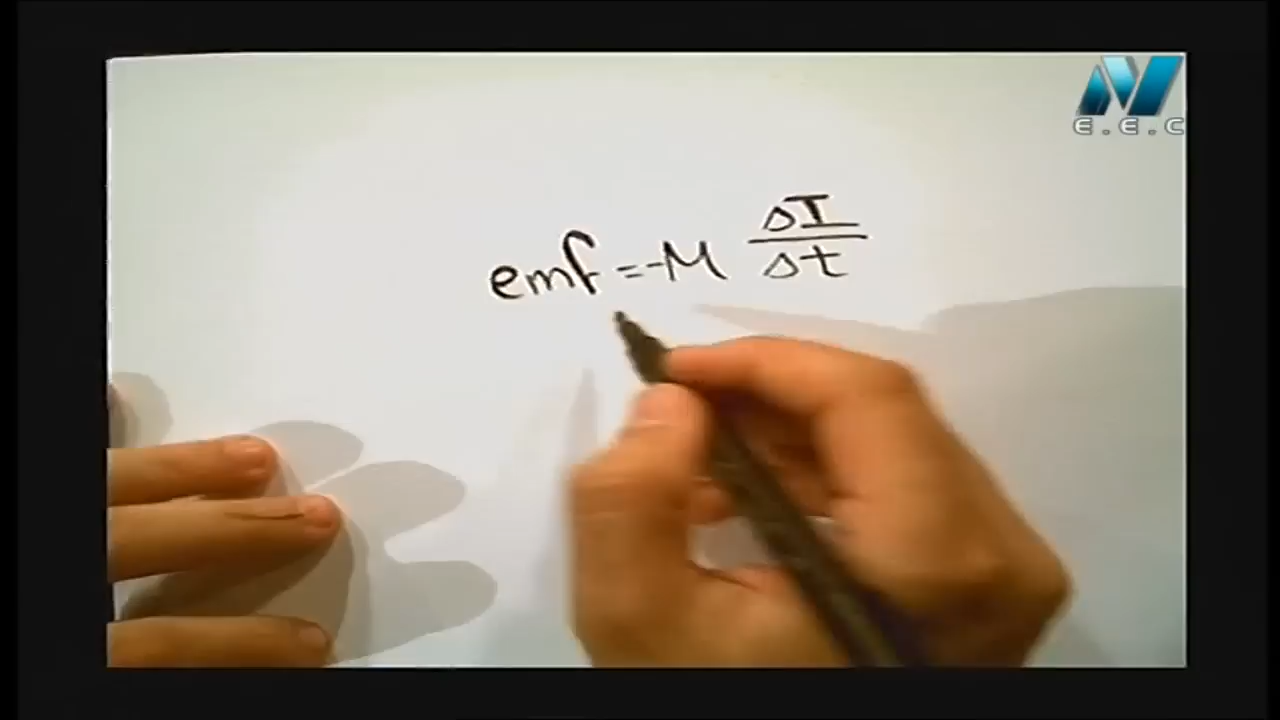 emf = -M ΔI/Δt
E.E.C